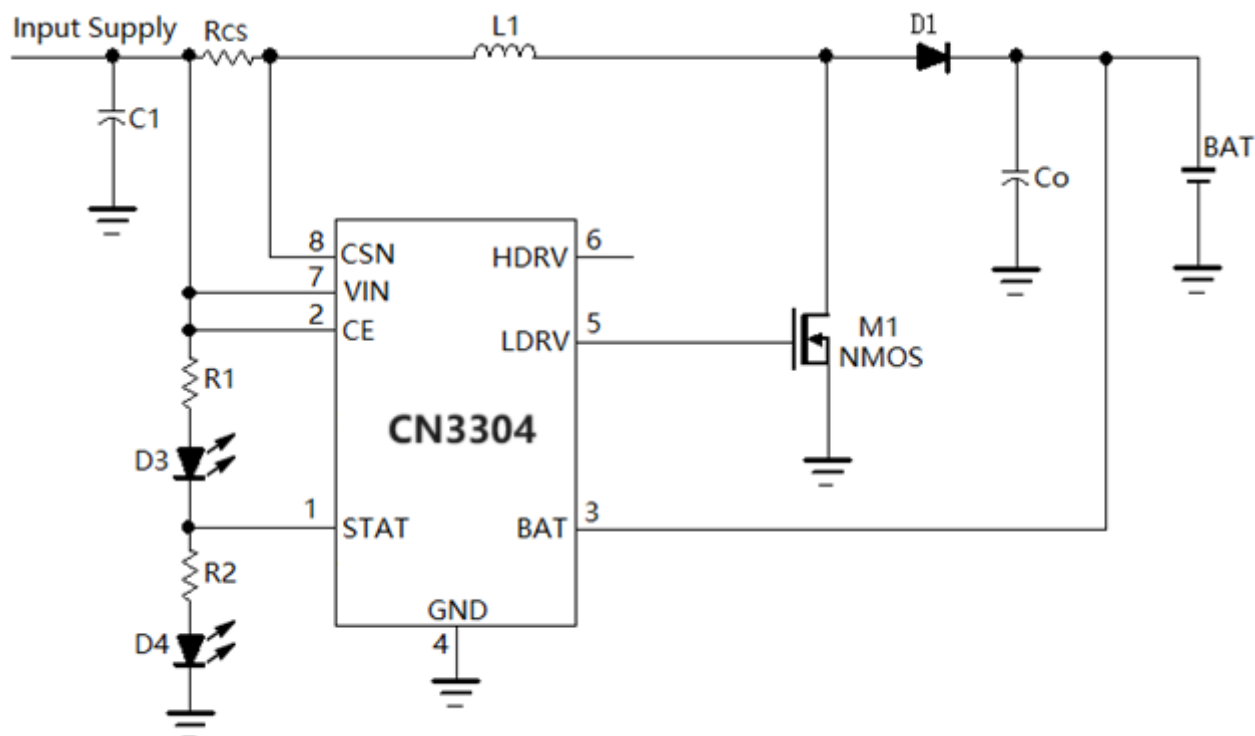 Input Supply
RCS
L1
D1
C1
BAT
Co
8
CSN
HDRV
6
7
VIN
2
CE
LDRV
5
M1
NMOS
R1
CN3304
D3
1
STAT
BAT
3
R2
GND
D4
4